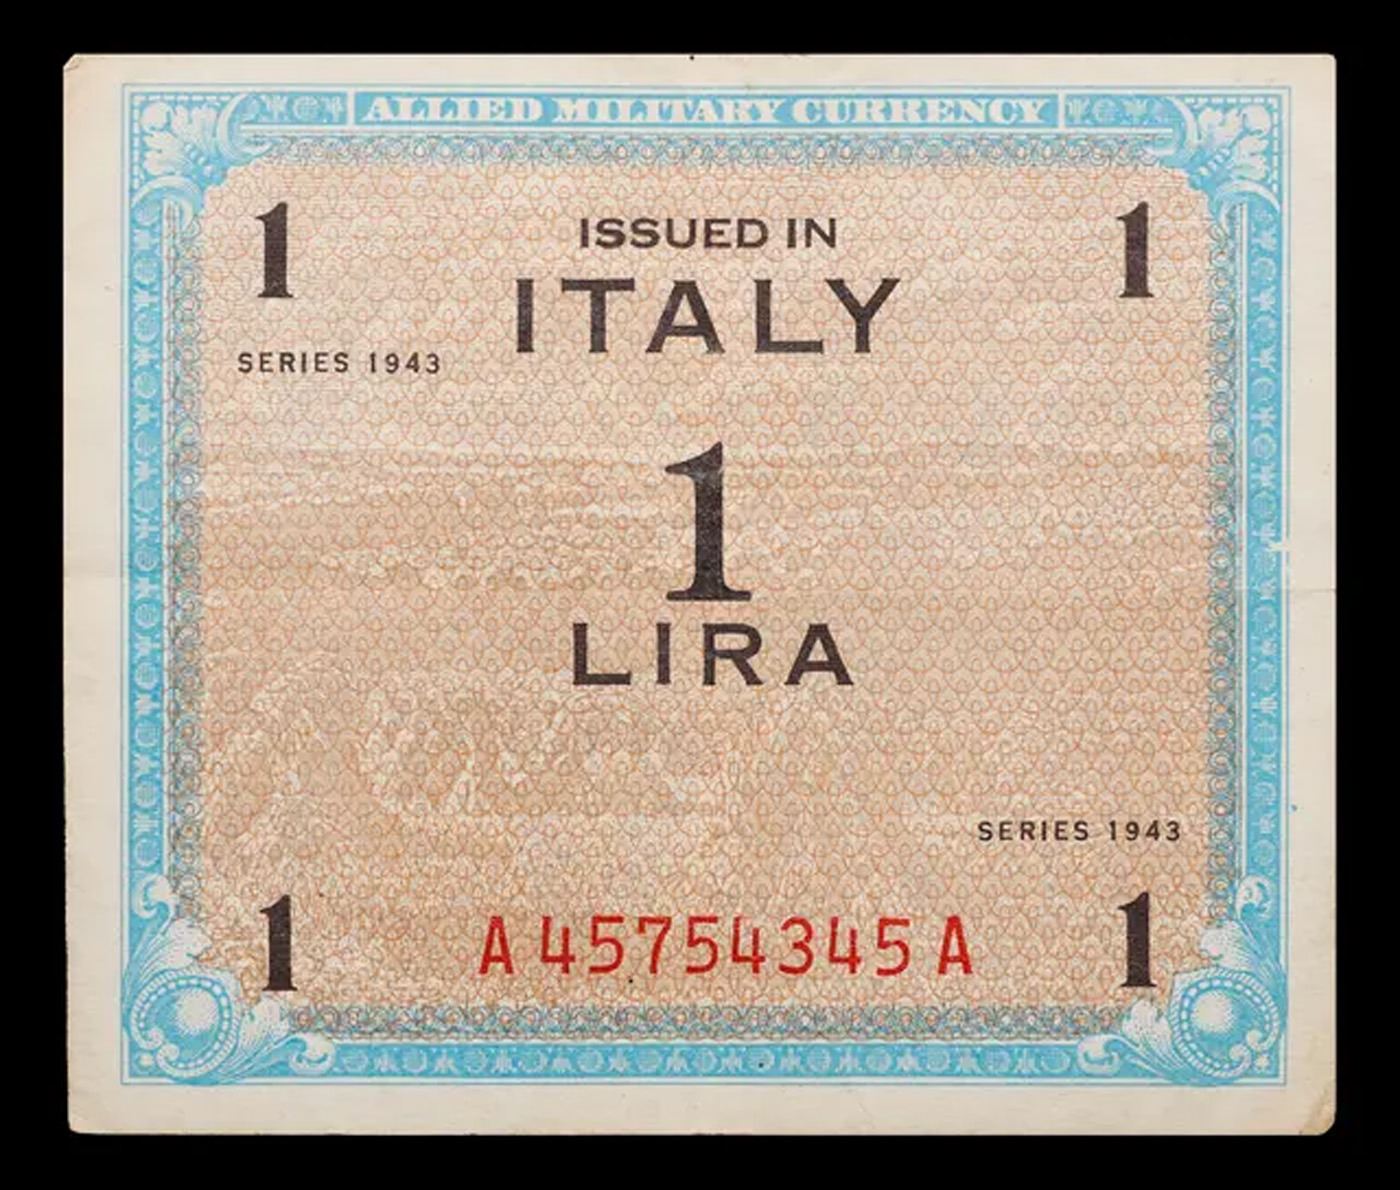 ALLIED MILITARY CURRENCY
1 ISSUED IN 1
ITALY
SERIES 1943
1
LIRA
SERIES 1943
1 A 45754345 A 1